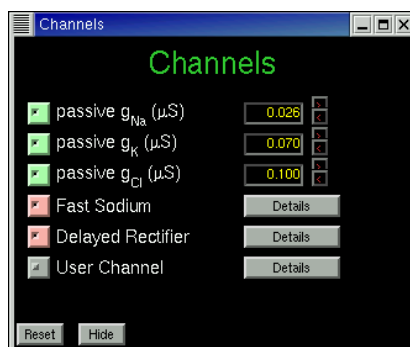 Channels
Channels
passive gNa (μS) 0.026
passive gK (μS) 0.070
passive gCl (μS) 0.100
Fast Sodium Details
Delayed Rectifier Details
User Channel Details
Reset Hide